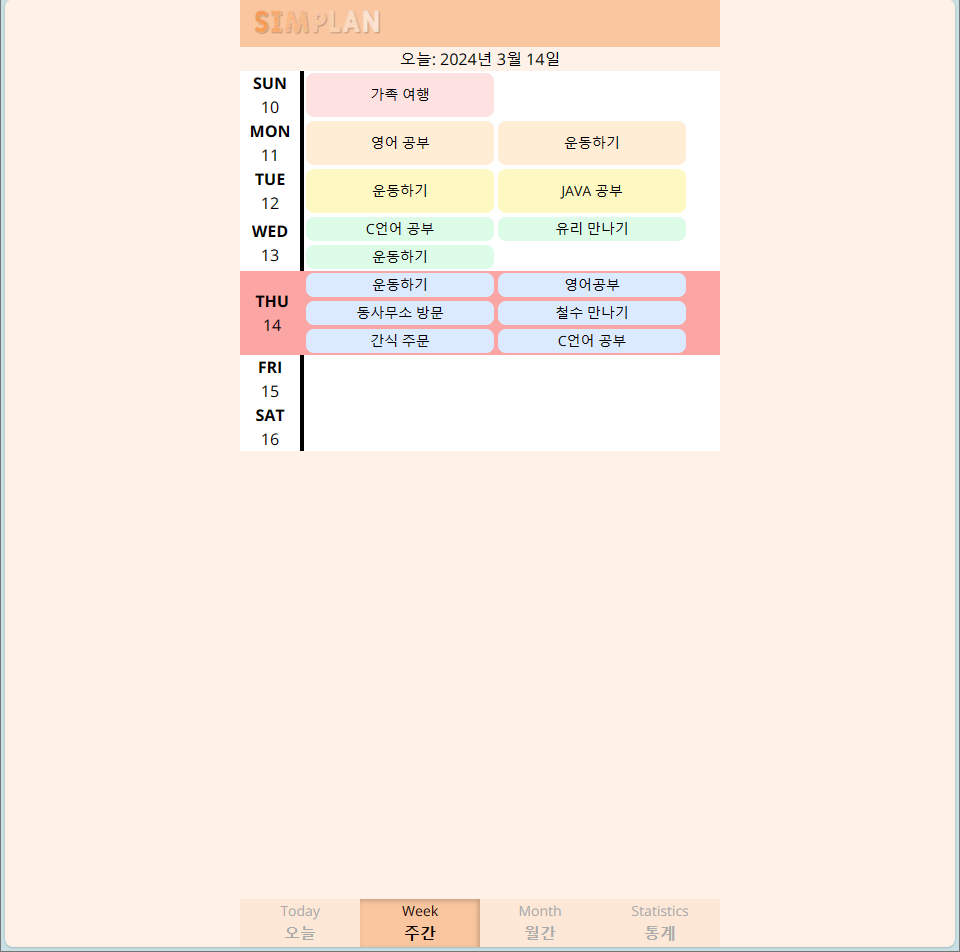 SIMPLAN
오늘: 2024년 3월 14일
SUN
10
가족 여행
MON
11
영어 공부
운동하기
TUE
12
운동하기
JAVA 공부
WED
13
C언어 공부
유리 만나기
운동하기
THU
14
운동하기
영어공부
동사무소 방문
철수 만나기
간식 주문
C언어 공부
FRI
15
SAT
16
Today
오늘
Week
주간
Month
월간
Statistics
통계